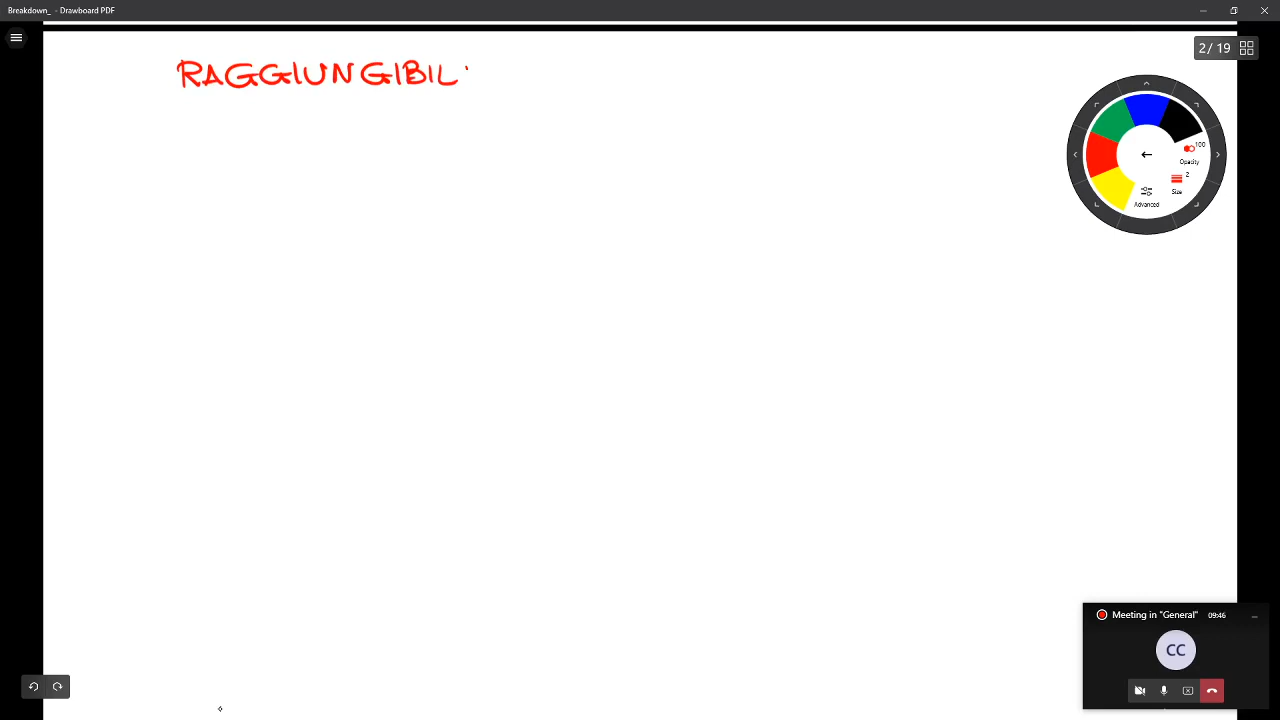 Breakdown_ - Drawboard PDF
2 / 19
RAGGIUNGIBIL
100
Opacity
2
Size
Advanced
Meeting in "General" 09:46
CC